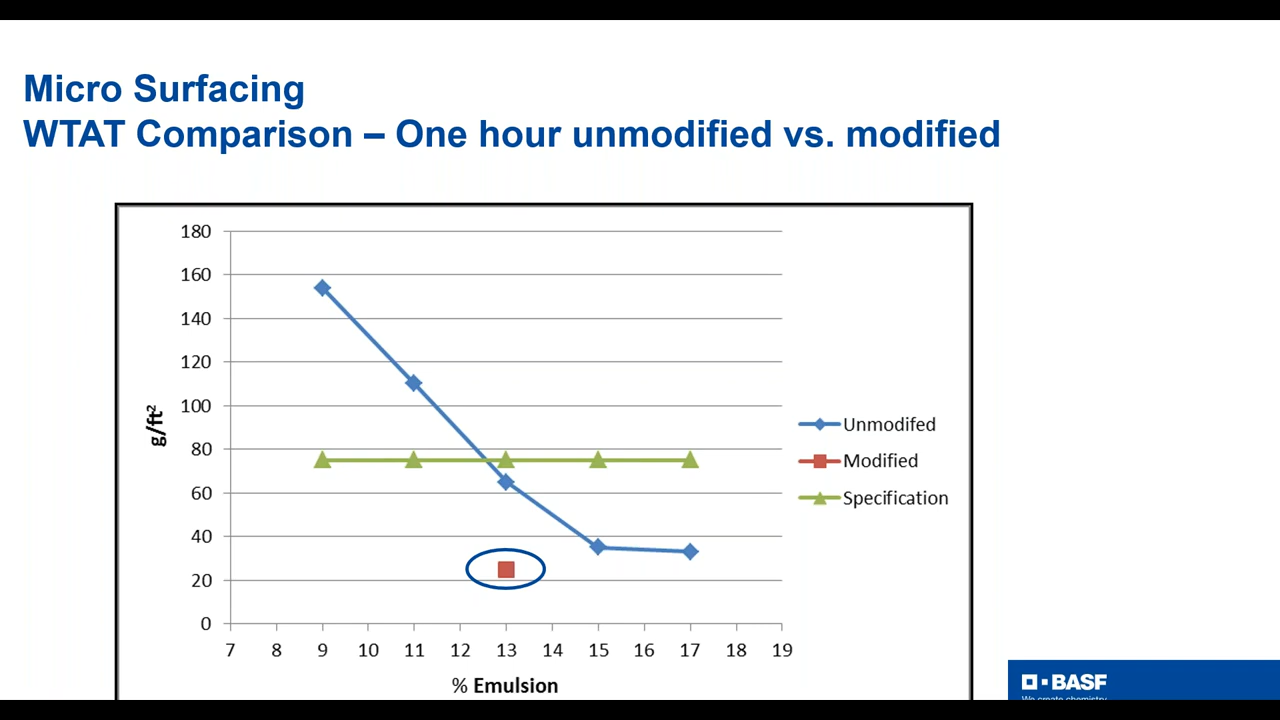 Micro Surfacing
WTAT Comparison – One hour unmodified vs. modified
180
160
140
120
100
80
60
40
20
0
g/ft²
7 8 9 10 11 12 13 14 15 16 17 18 19
% Emulsion
Unmodifed
Modified
Specification
BASF
We create chemistry